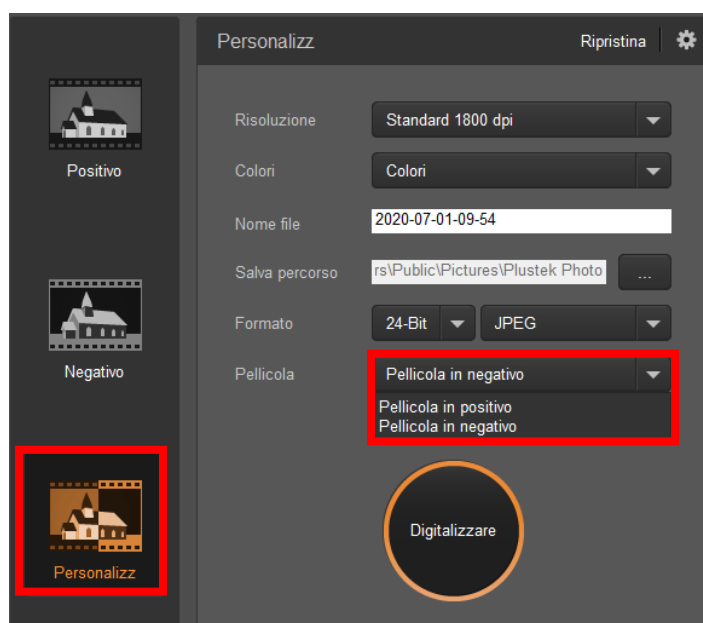 Personalizz Ripristina
Positivo
Negativo
Personalizz
Risoluzione Standard 1800 dpi
Colori Colori
Nome file 2020-07-01-09-54
Salva percorso rs\Public\Pictures\Plustek Photo ...
Formato 24-Bit JPEG
Pellicola Pellicola in negativo
Pellicola in positivo
Pellicola in negativo
Digitalizzare